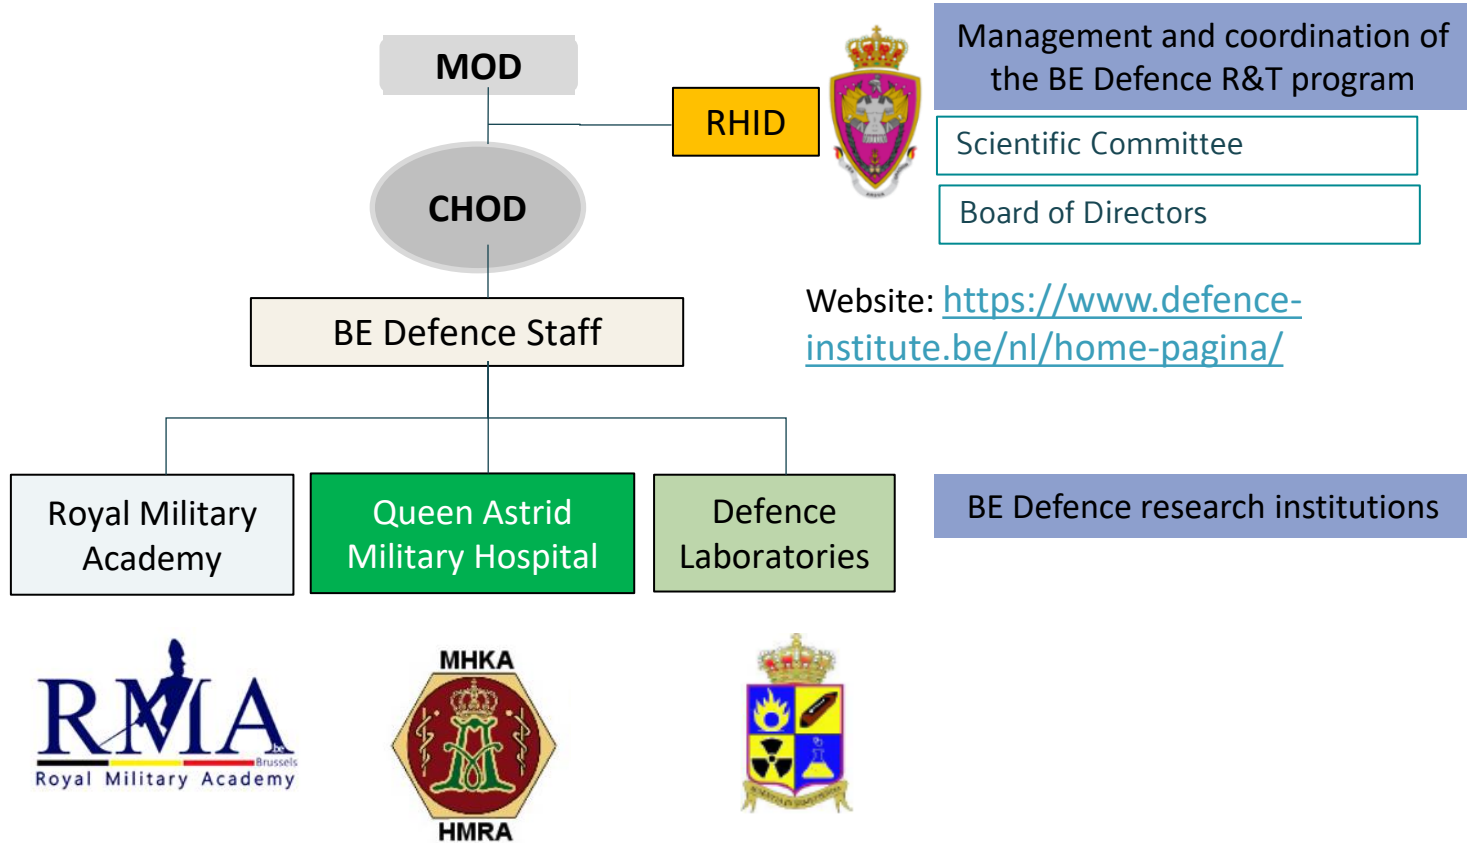 MOD
RHID
Management and coordination of
the BE Defence R&T program
Scientific Committee
Board of Directors
CHOD
Website: https://www.defence-
institute.be/nl/home-pagina/
BE Defence Staff
Royal Military
Academy
Queen Astrid
Military Hospital
Defence
Laboratories
BE Defence research institutions
RMA
.be
Brussels
Royal Military Academy
MHKA
HMRA